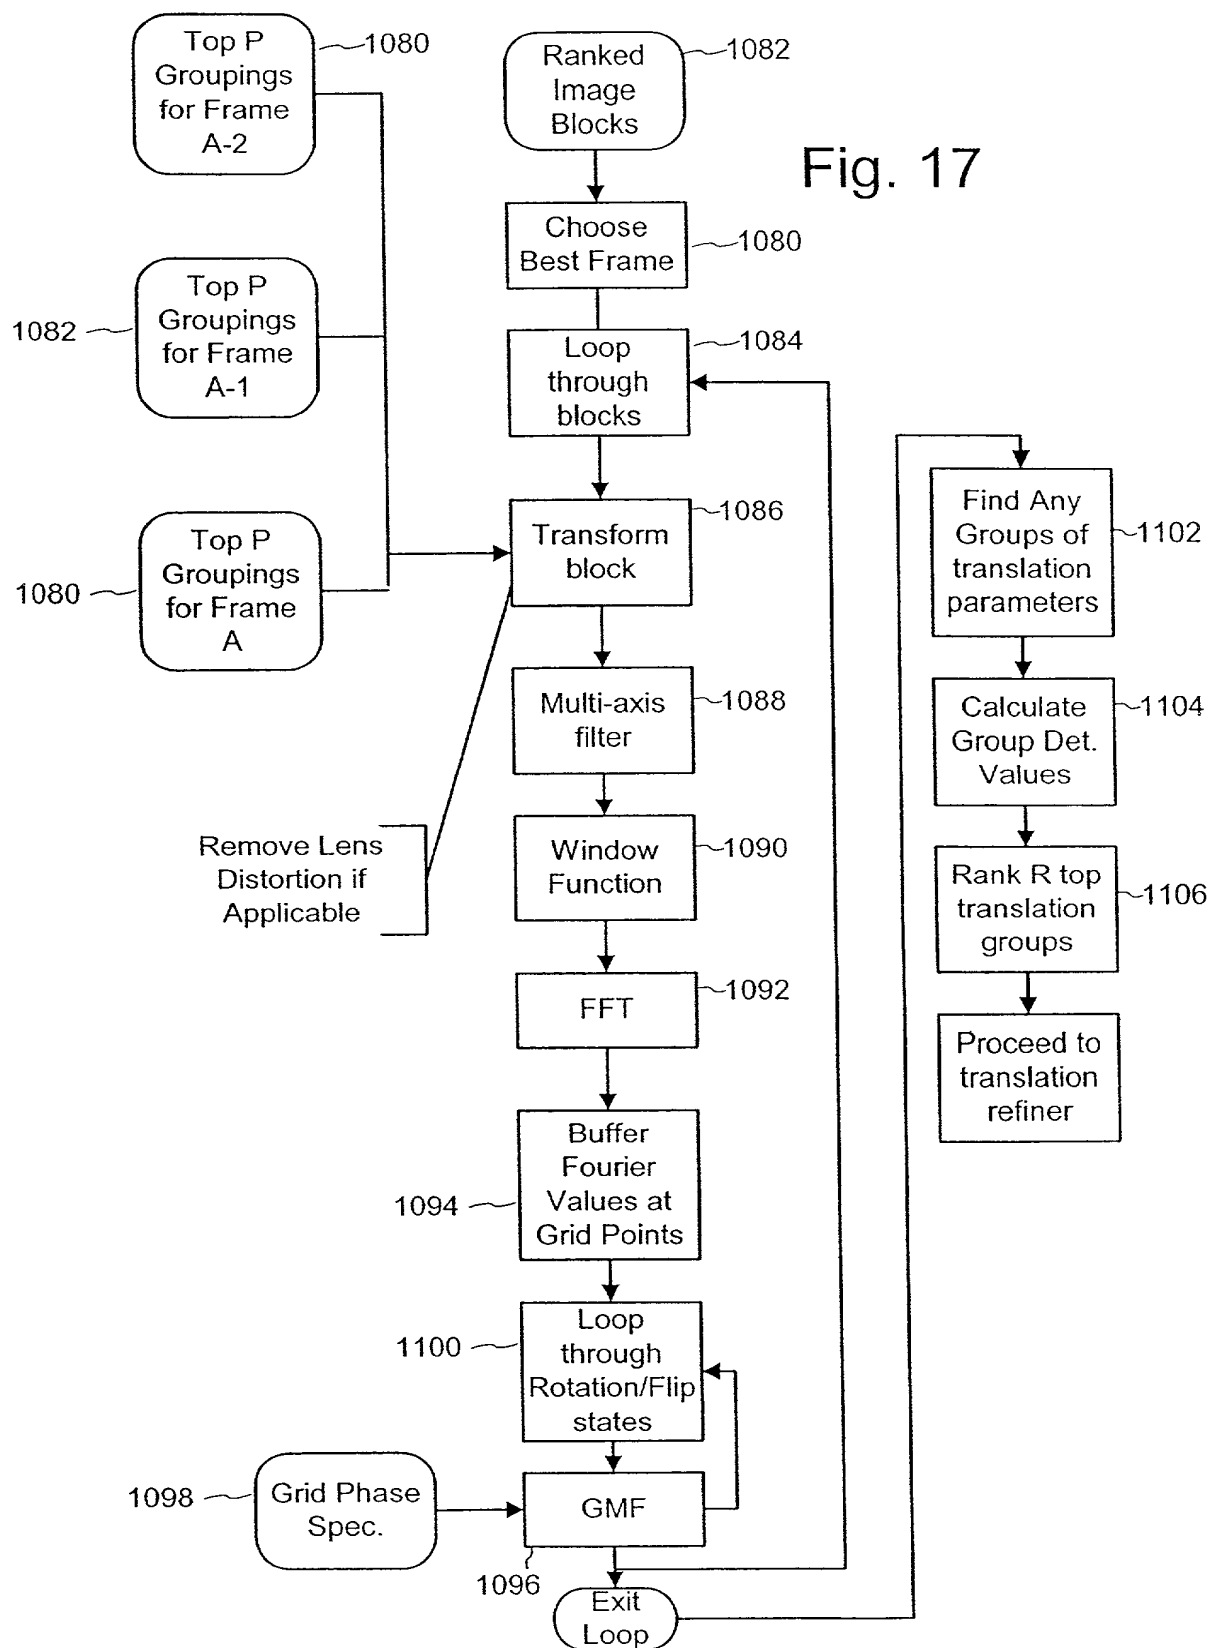 Top P
Groupings
for Frame
A-2
1080
Ranked
Image
Blocks
1082
Fig. 17
Choose
Best Frame
1080
Top P
Groupings
for Frame
A-1
1082
Loop
through
blocks
1084
Top P
Groupings
for Frame
A
1080
Transform
block
1086
Multi-axis
filter
1088
Remove Lens
Distortion if
Applicable
Window
Function
1090
FFT
1092
Buffer
Fourier
Values at
Grid Points
1094
Loop
through
Rotation/Flip
states
1100
Grid Phase
Spec.
1098
GMF
1096
Exit
Loop
Find Any
Groups of
translation
parameters
1102
Calculate
Group Det.
Values
1104
Rank R top
translation
groups
1106
Proceed to
translation
refiner